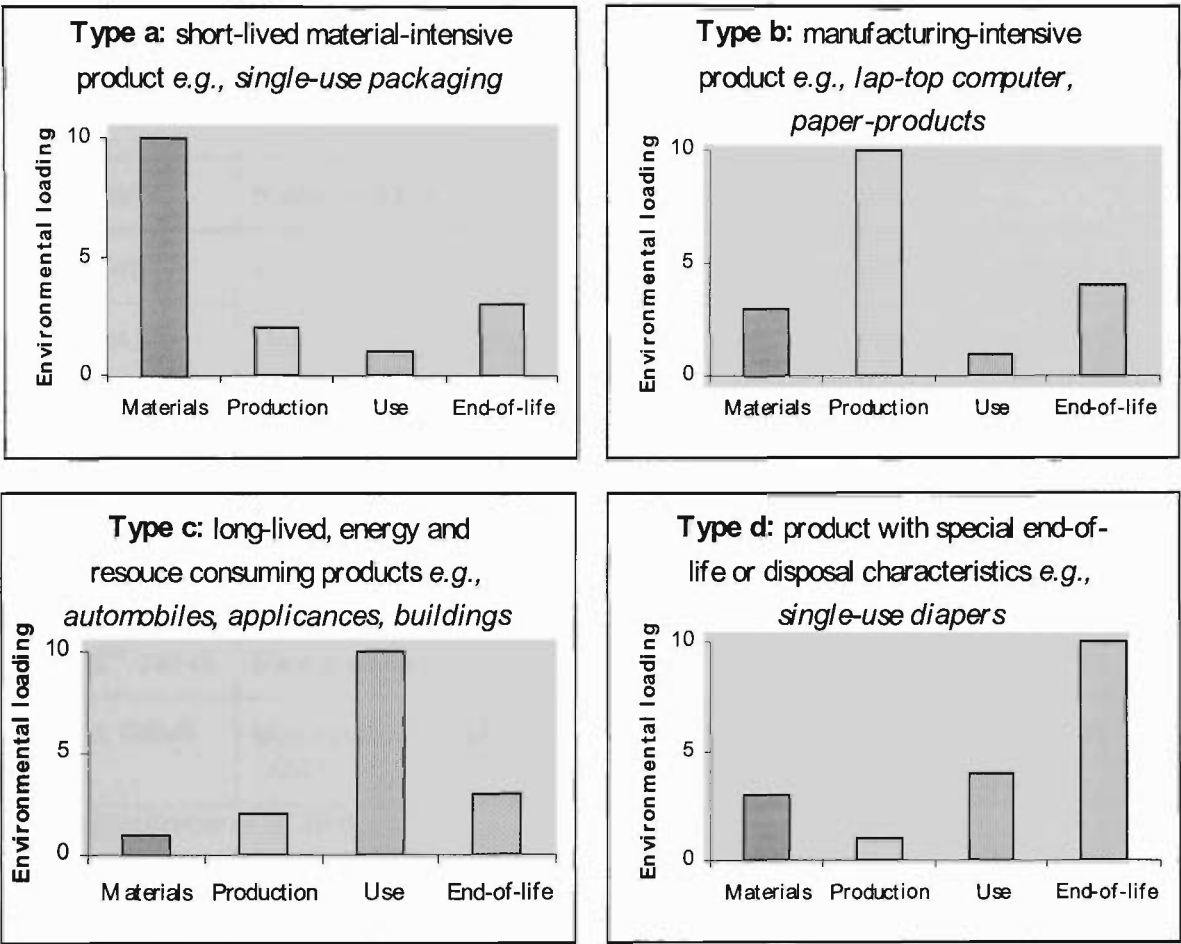 Type a: short-lived material-intensive
product e.g., single-use packaging
Environmental loading
10
5
0
Materials Production Use End-of-life
Type b: manufacturing-intensive
product e.g., lap-top computer,
paper-products
Environmental loading
10
5
0
Materials Production Use End-of-life
Type c: long-lived, energy and
resouce consuming products e.g.,
automobiles, applicances, buildings
Environmental loading
10
5
0
Materials Production Use End-of-life
Type d: product with special end-of-
life or disposal characteristics e.g.,
single-use diapers
Environmental loading
10
5
0
Materials Production Use End-of-life